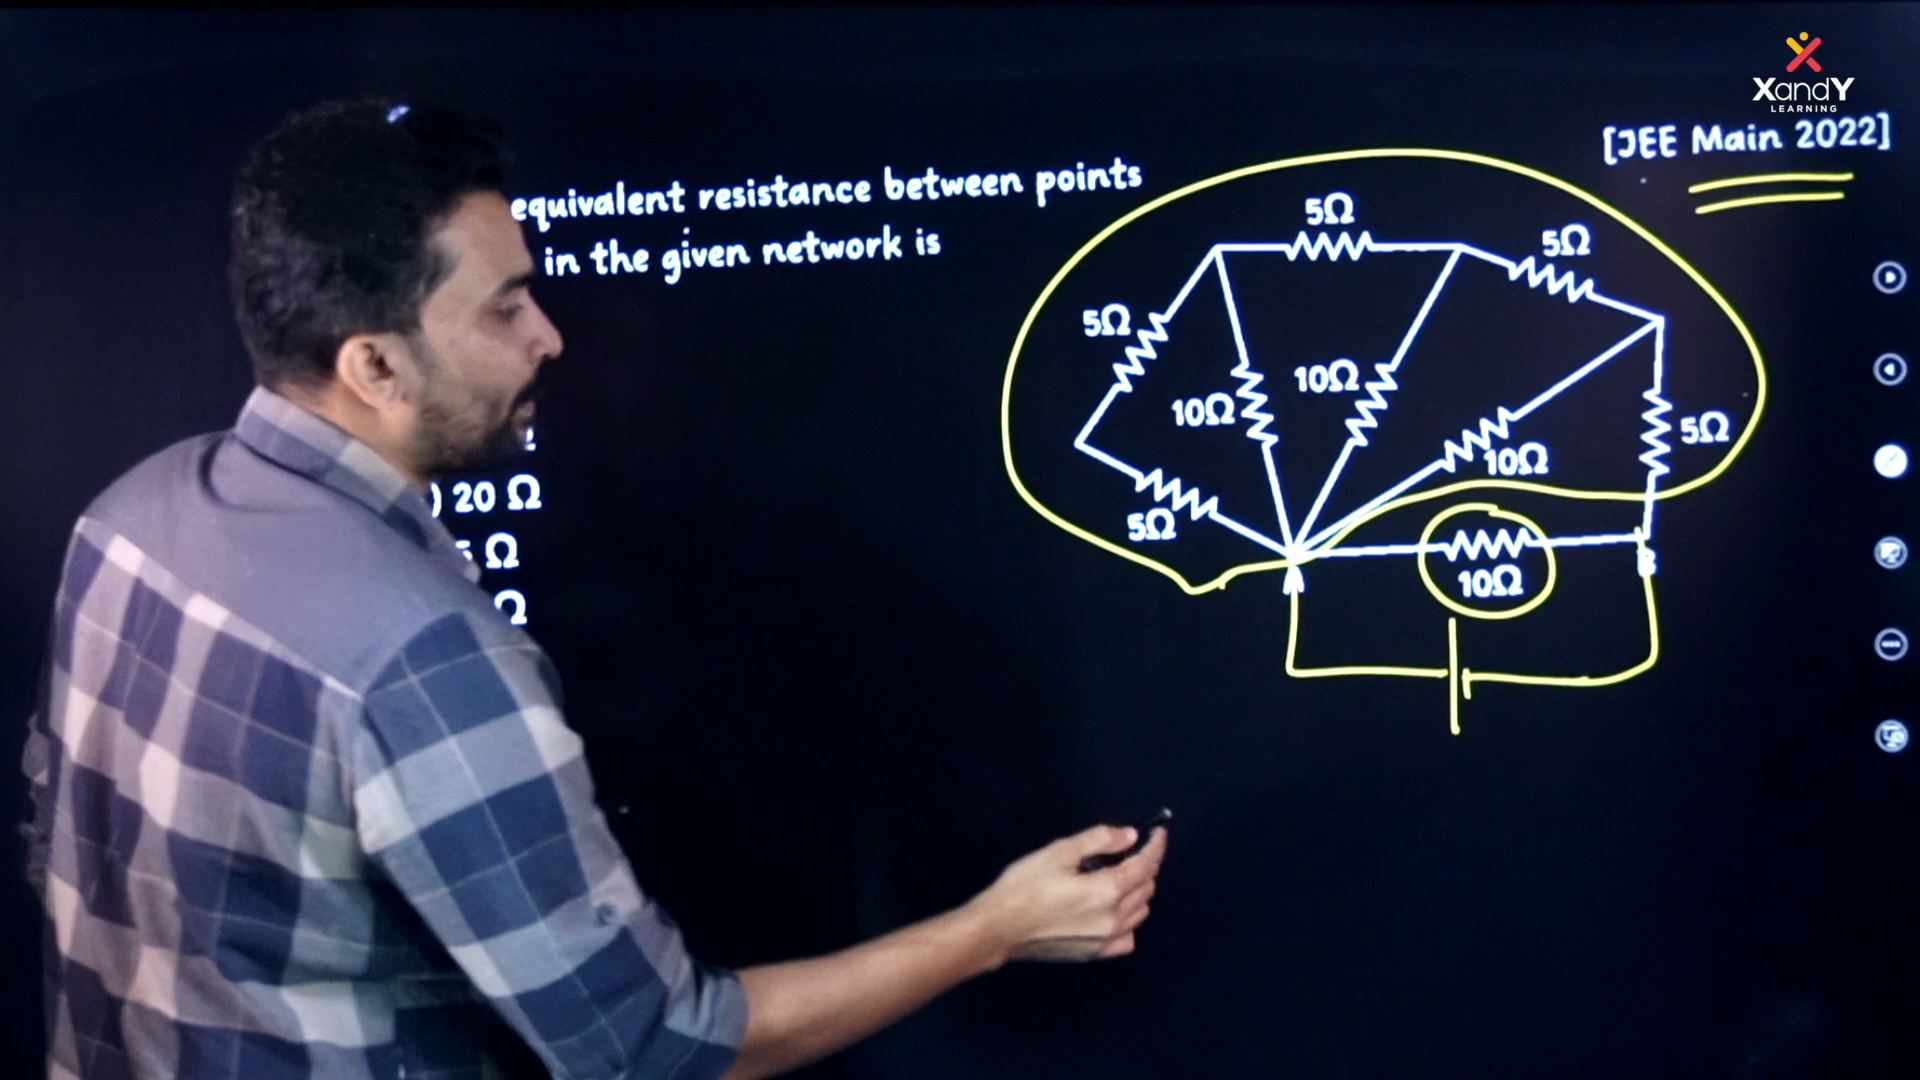 XandY
LEARNING
[JEE Main 2022]
equivalent resistance between points
in the given network is
5Ω
5Ω
5Ω
10Ω
10Ω
5Ω
10Ω
5Ω
10Ω
A
B
) 20 Ω
Ω
Ω